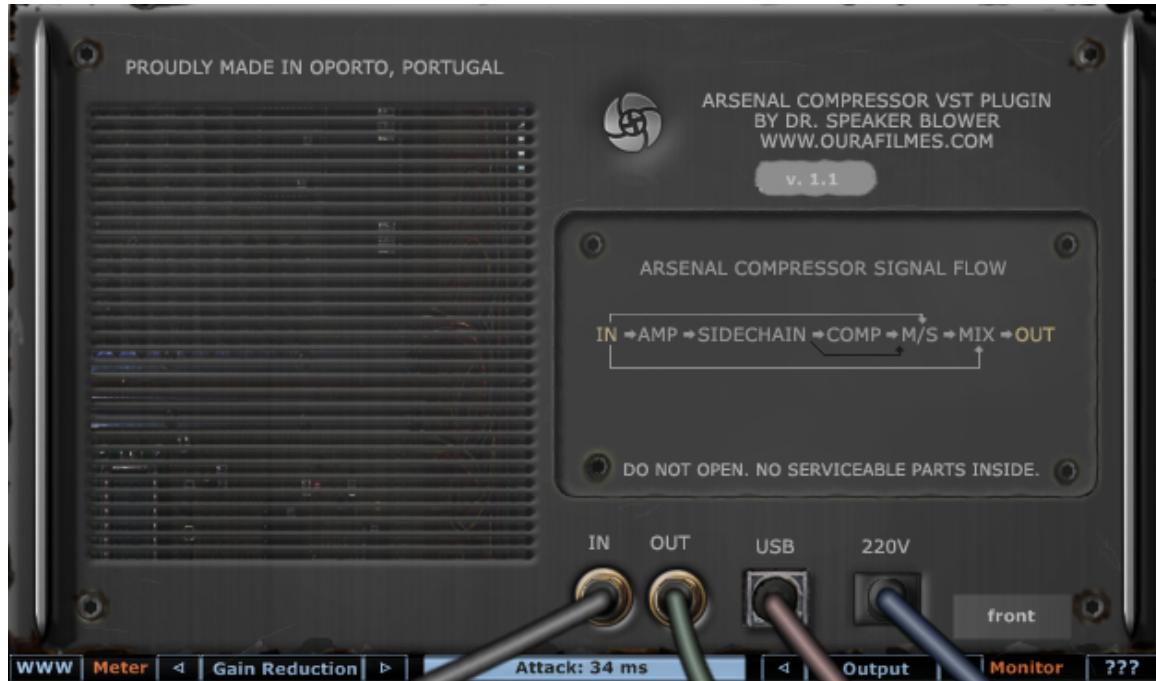 PROUDLY MADE IN OPORTO, PORTUGAL
ARSENAL COMPRESSOR VST PLUGIN
BY DR. SPEAKER BLOWER
WWW.OURAFILMES.COM
v. 1.1
ARSENAL COMPRESSOR SIGNAL FLOW
IN AMP SIDECHAIN COMP M/S MIX OUT
DO NOT OPEN. NO SERVICEABLE PARTS INSIDE.
IN OUT USB 220V
front
WWW Meter Gain Reduction Attack: 34 ms Output Monitor ???